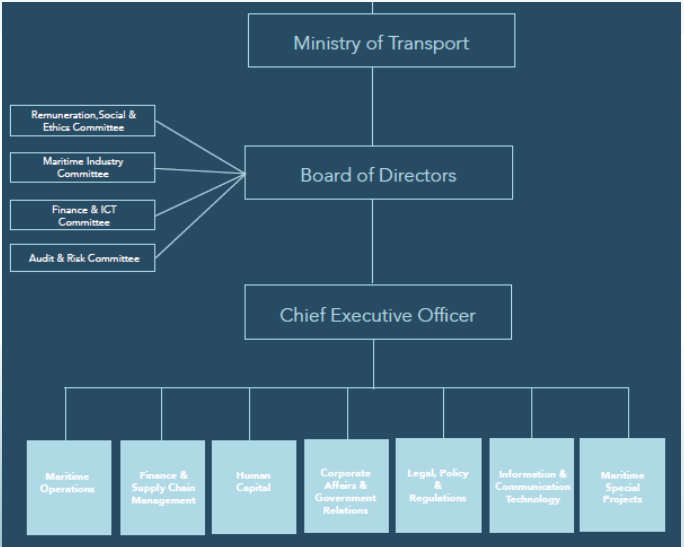 Ministry of Transport
Remuneration,Social &
Ethics Committee
Maritime Industry
Committee
Board of Directors
Finance & ICT
Committee
Audit & Risk Committee
Chief Executive Officer
Maritime
Operations
Finance &
Supply Chain
Management
Human
Capital
Corporate
Affairs &
Government
Relations
Legal, Policy
&
Regulations
Information &
Communication
Technology
Maritime
Special
Projects